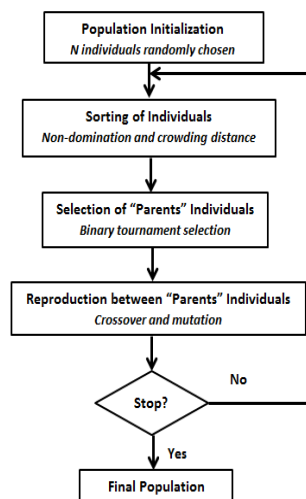 Population Initialization
N individuals randomly chosen
Sorting of Individuals
Non-domination and crowding distance
Selection of “Parents” Individuals
Binary tournament selection
Reproduction between “Parents” Individuals
Crossover and mutation
No
Stop?
Yes
Final Population